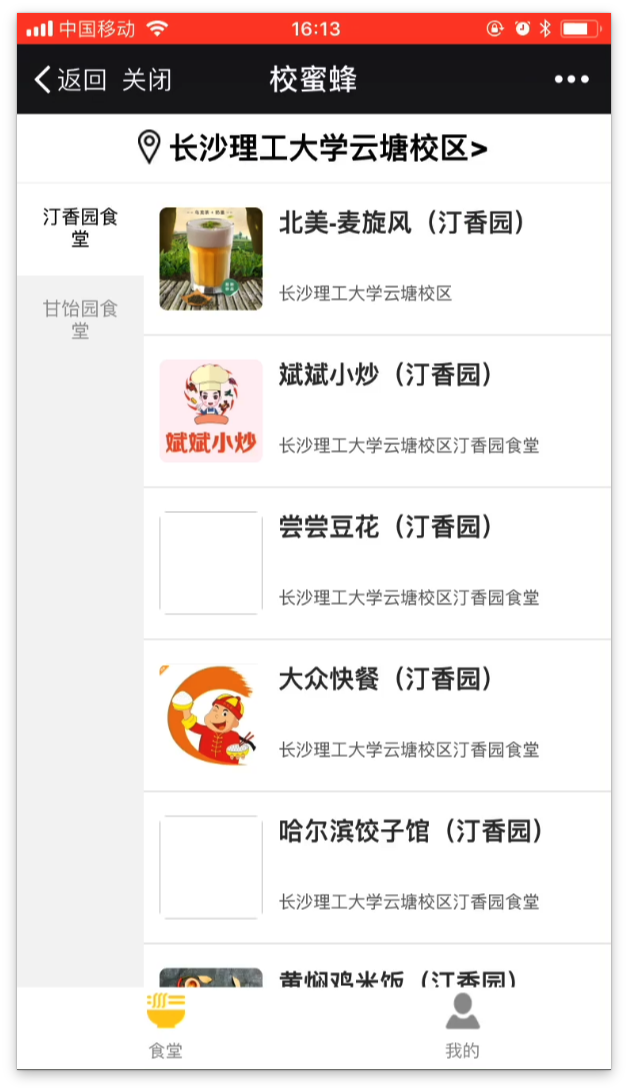 中国移动 16:13
返回 关闭 校蜜蜂
长沙理工大学云塘校区>
汀香园食
堂
甘饴园食
堂
北美-麦旋风（汀香园）
长沙理工大学云塘校区
斌斌小炒（汀香园）
斌斌小炒
长沙理工大学云塘校区汀香园食堂
尝尝豆花（汀香园）
长沙理工大学云塘校区汀香园食堂
大众快餐（汀香园）
长沙理工大学云塘校区汀香园食堂
哈尔滨饺子馆（汀香园）
长沙理工大学云塘校区汀香园食堂
黄焖鸡米饭（汀香园）
食堂
我的